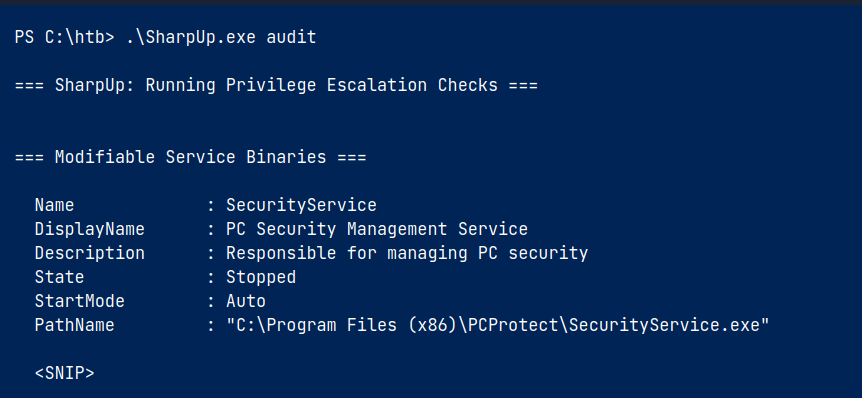 PS C:\htb> .\SharpUp.exe audit
=== SharpUp: Running Privilege Escalation Checks ===
=== Modifiable Service Binaries ===
Name : SecurityService
DisplayName : PC Security Management Service
Description : Responsible for managing PC security
State : Stopped
StartMode : Auto
PathName : "C:\Program Files (x86)\PCProtect\SecurityService.exe"
<SNIP>